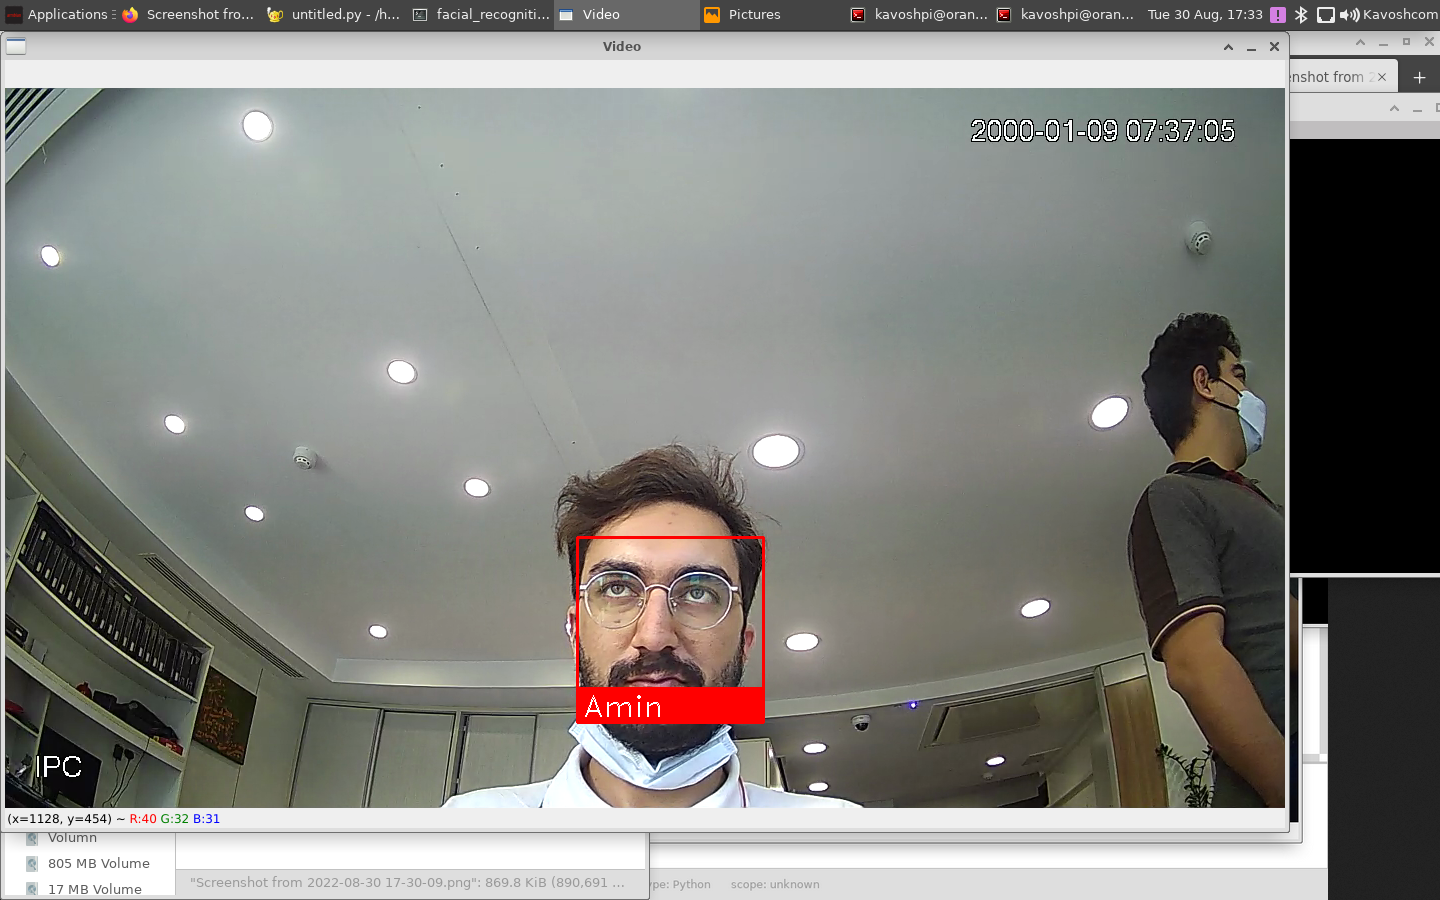 Applications
Screenshot fro...
untitled.py - /h...
facial_recogniti...
Video
Pictures
kavoshpi@oran...
kavoshpi@oran...
Tue 30 Aug, 17:33
Kavoshcom
Video
enshot from 2
2000-01-09 07:37:05
Amin
IPC
(x=1128, y=454) ~ R:40 G:32 B:31
Volumn
805 MB Volume
17 MB Volume
"Screenshot from 2022-08-30 17-30-09.png": 869.8 KiB (890,691 ...
ype: Python
scope: unknown